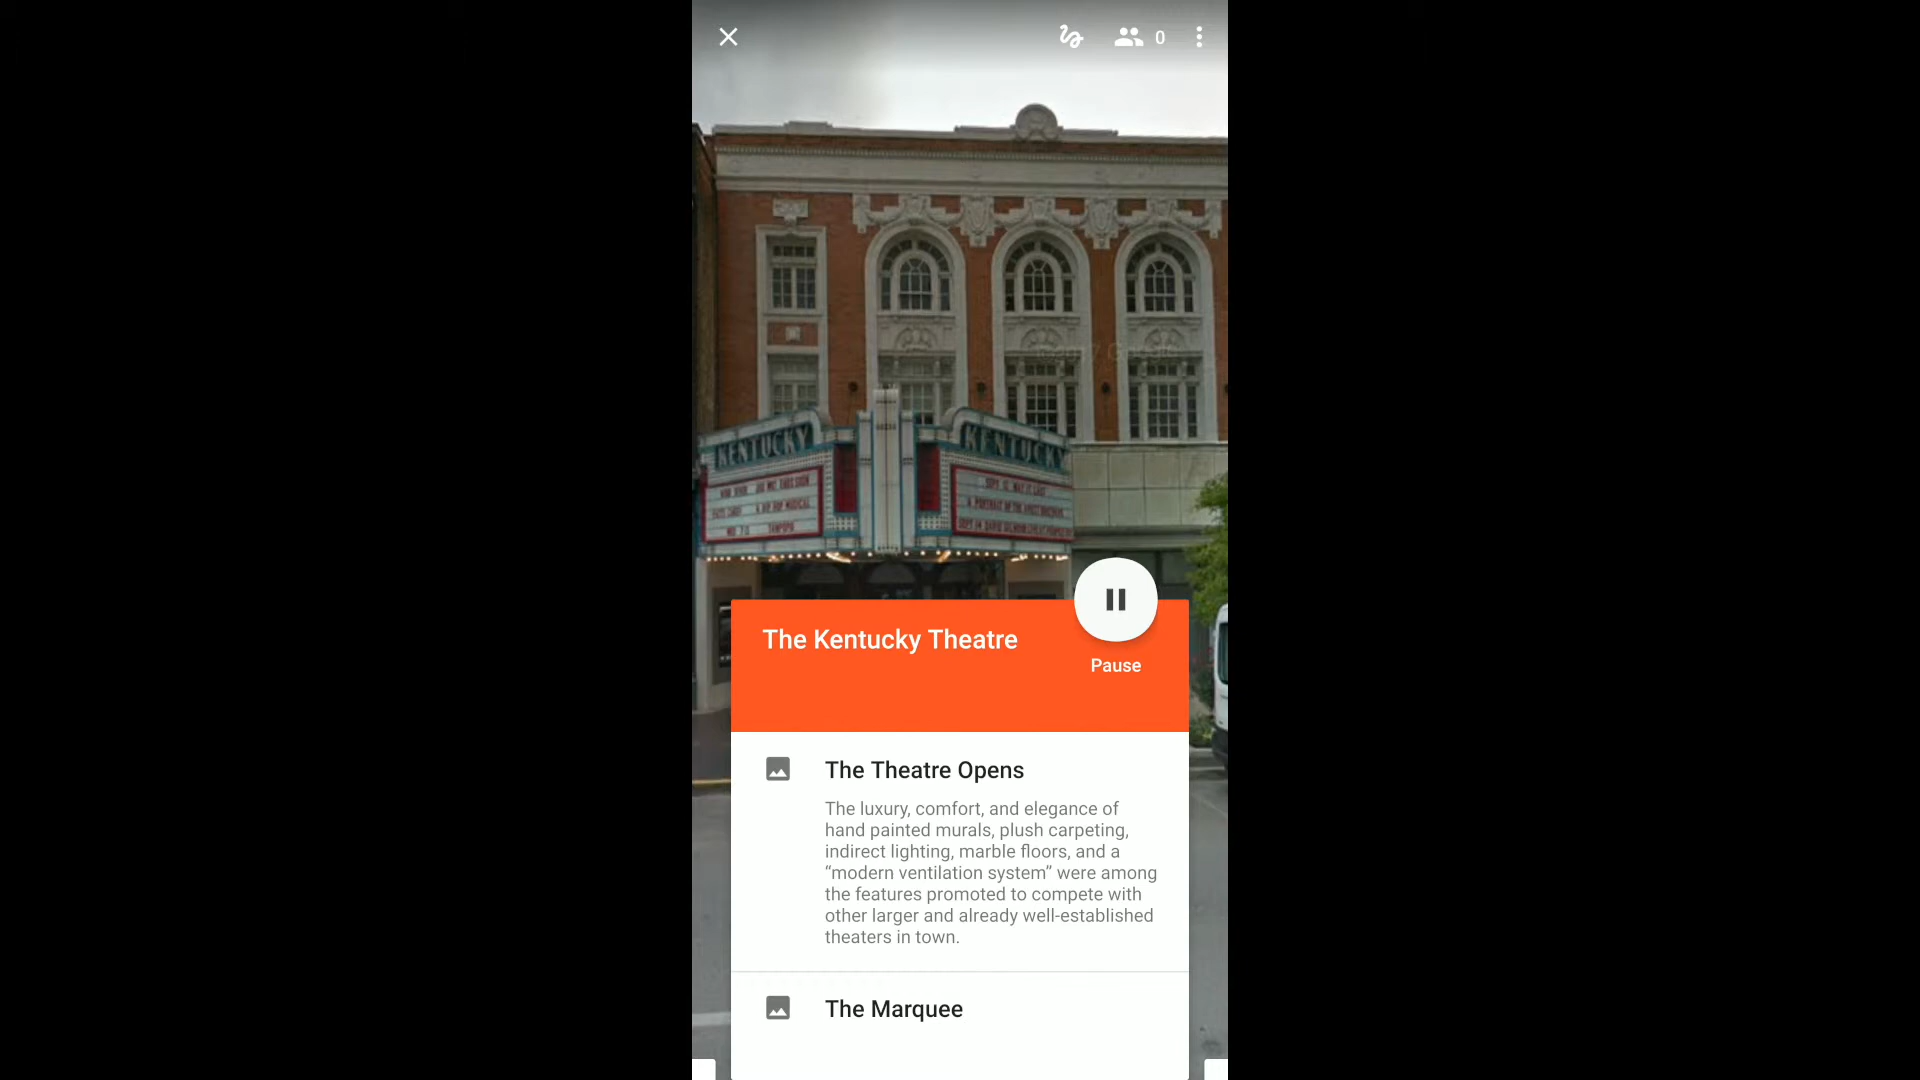 0
KENTUCKY
KENTUCKY
The Kentucky Theatre
Pause
The Theatre Opens
The luxury, comfort, and elegance of
hand painted murals, plush carpeting,
indirect lighting, marble floors, and a
“modern ventilation system” were among
the features promoted to compete with
other larger and already well-established
theaters in town.
The Marquee